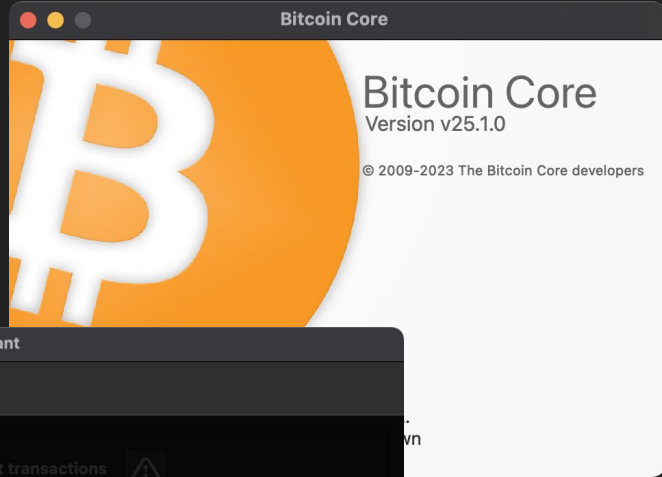 Bitcoin Core
Bitcoin Core
Version v25.1.0
© 2009-2023 The Bitcoin Core developers
transactions